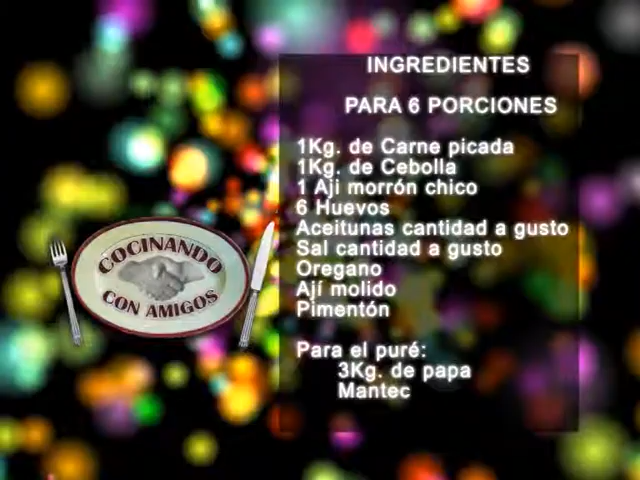 INGREDIENTES
PARA 6 PORCIONES
1Kg. de Carne picada
1Kg. de Cebolla
1 Aji morrón chico
6 Huevos
Aceitunas cantidad a gusto
Sal cantidad a gusto
Oregano
Ají molido
Pimentón
Para el puré:
3Kg. de papa
Mantec
COCINANDO
CON AMIGOS